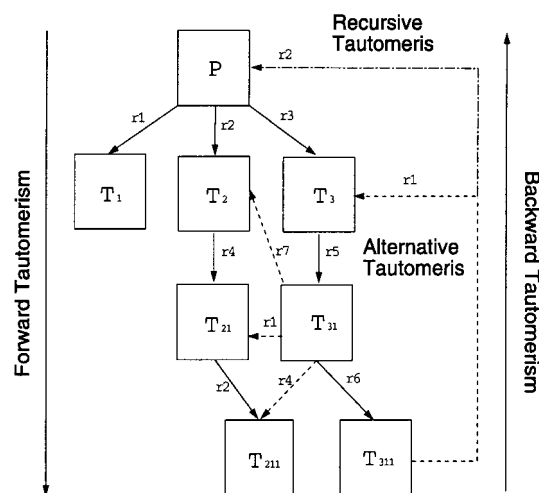 Recursive
Tautomeris
P
r2
r1
r2
r3
T1
T2
T3
r1
Alternative
Tautomeris
r4
r7
r5
T21
r1
T31
r2
r4
r6
T211
T311
Forward Tautomerism
Backward Tautomerism